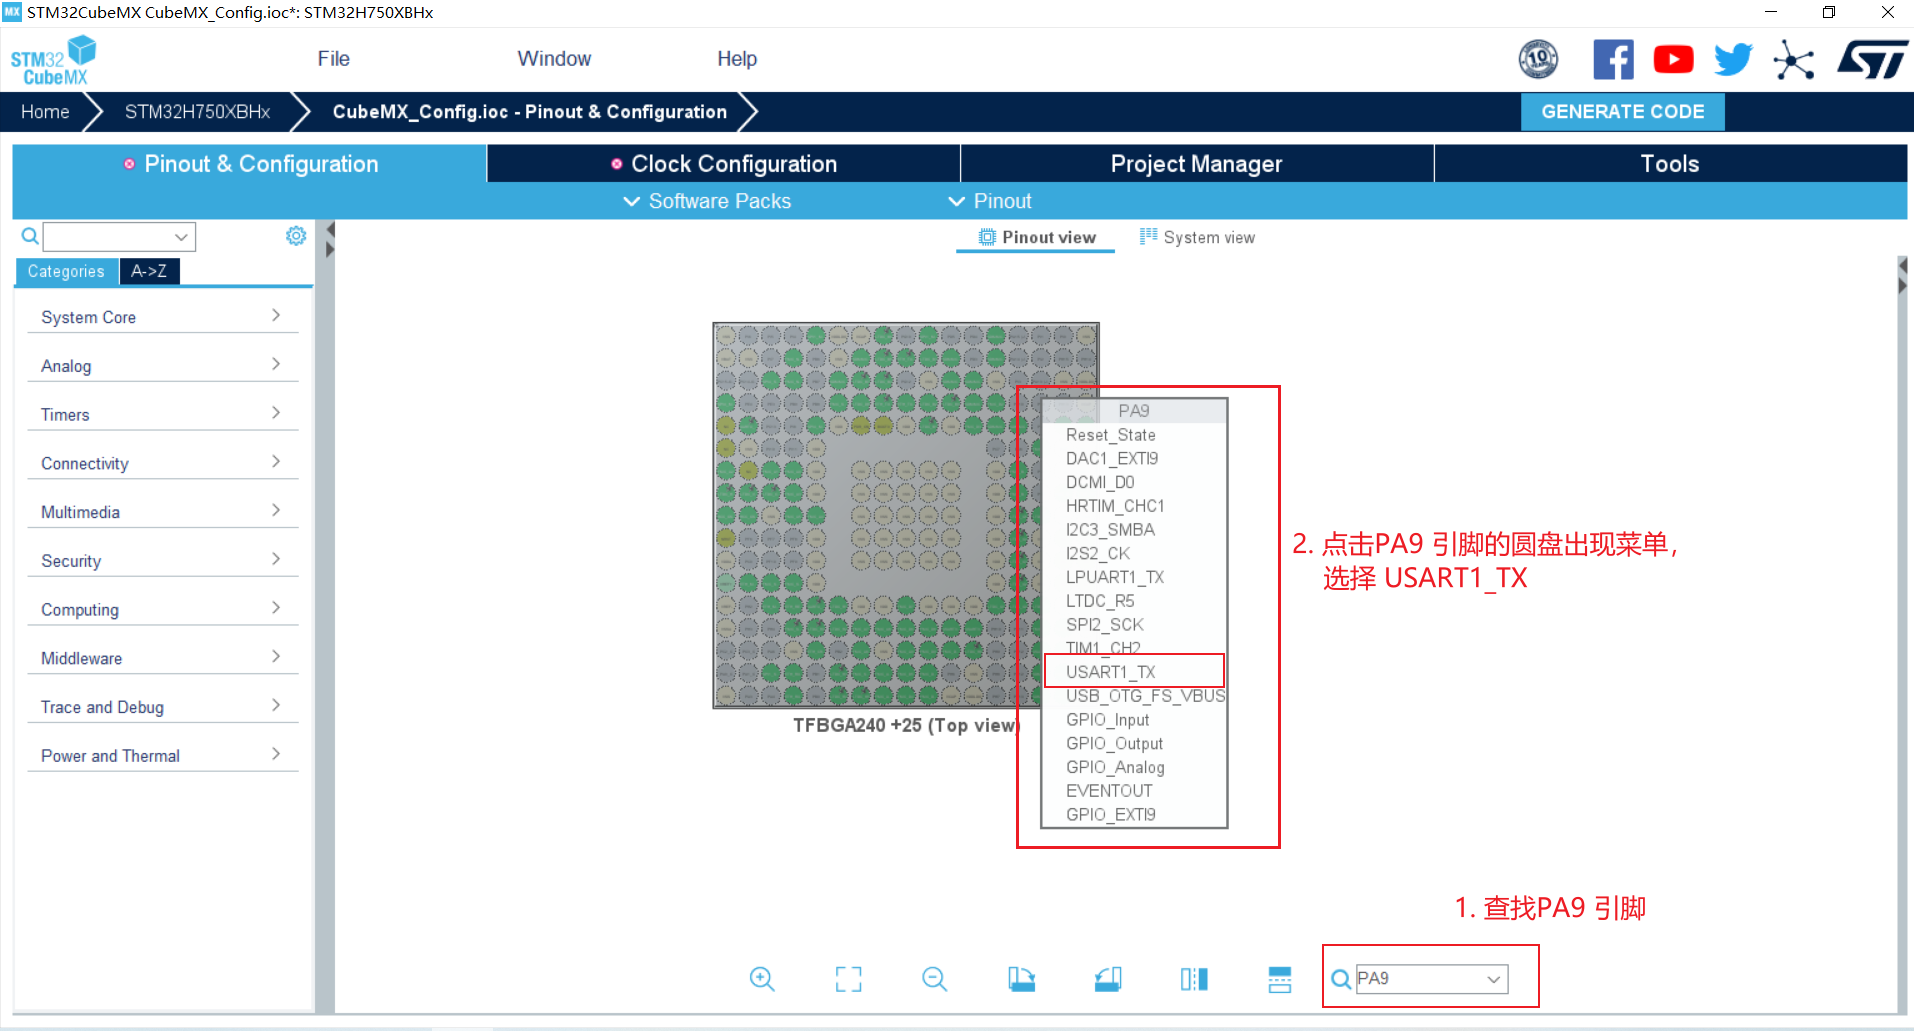 MX STM32CubeMX CubeMX_Config.ioc*: STM32H750XBHx
STM32
CubeMX
File
Window
Help
10
Home
STM32H750XBHx
CubeMX_Config.ioc - Pinout & Configuration
GENERATE CODE
Pinout & Configuration
Clock Configuration
Project Manager
Tools
Software Packs
Pinout
Pinout view
System view
Categories
A->Z
System Core
Analog
Timers
Connectivity
Multimedia
Security
Computing
Middleware
Trace and Debug
Power and Thermal
PA9
Reset_State
DAC1_EXTI9
DCMI_D0
HRTIM_CHC1
I2C3_SMBA
I2S2_CK
LPUART1_TX
LTDC_R5
SPI2_SCK
TIM1_CH2
USART1_TX
USB_OTG_FS_VBUS
GPIO_Input
GPIO_Output
GPIO_Analog
EVENTOUT
GPIO_EXTI9
TFBGA240 +25 (Top view)
2. 点击PA9 引脚的圆盘出现菜单，
选择 USART1_TX
1. 查找PA9 引脚
PA9